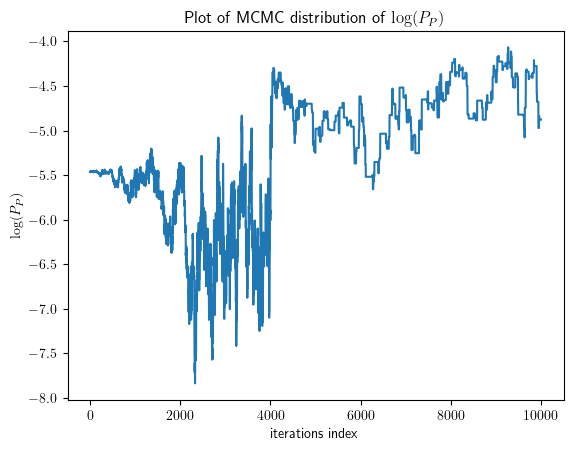 Plot of MCMC distribution of log(P_P)
−4.0
−4.5
−5.0
−5.5
−6.0
−6.5
−7.0
−7.5
−8.0
log(P_P)
0 2000 4000 6000 8000 10000
iterations index